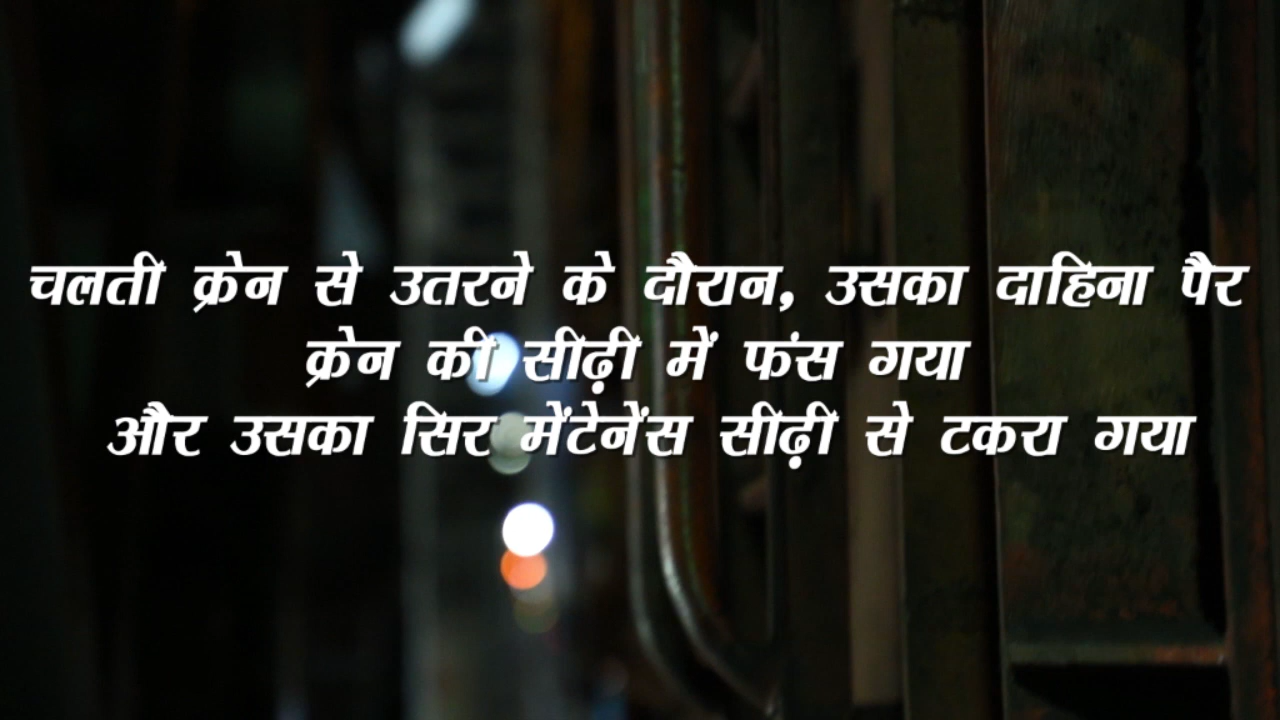 चलती क्रेन से उतरने के दौरान, उसका दाहिना पैर
क्रेन की सीढ़ी में फंस गया
और उसका सिर मेंटेनेंस सीढ़ी से टकरा गया